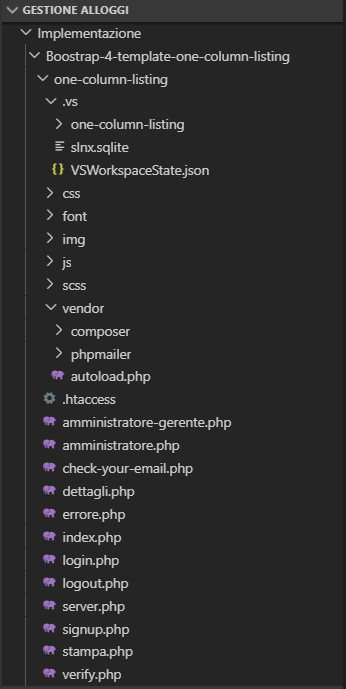 GESTIONE ALLOGGI
Implementazione
Boostrap-4-template-one-column-listing
one-column-listing
.vs
one-column-listing
slnx.sqlite
VSWorkspaceState.json
css
font
img
js
scss
vendor
composer
phpmailer
autoload.php
.htaccess
amministratore-gerente.php
amministratore.php
check-your-email.php
dettagli.php
errore.php
index.php
login.php
logout.php
server.php
signup.php
stampa.php
verify.php